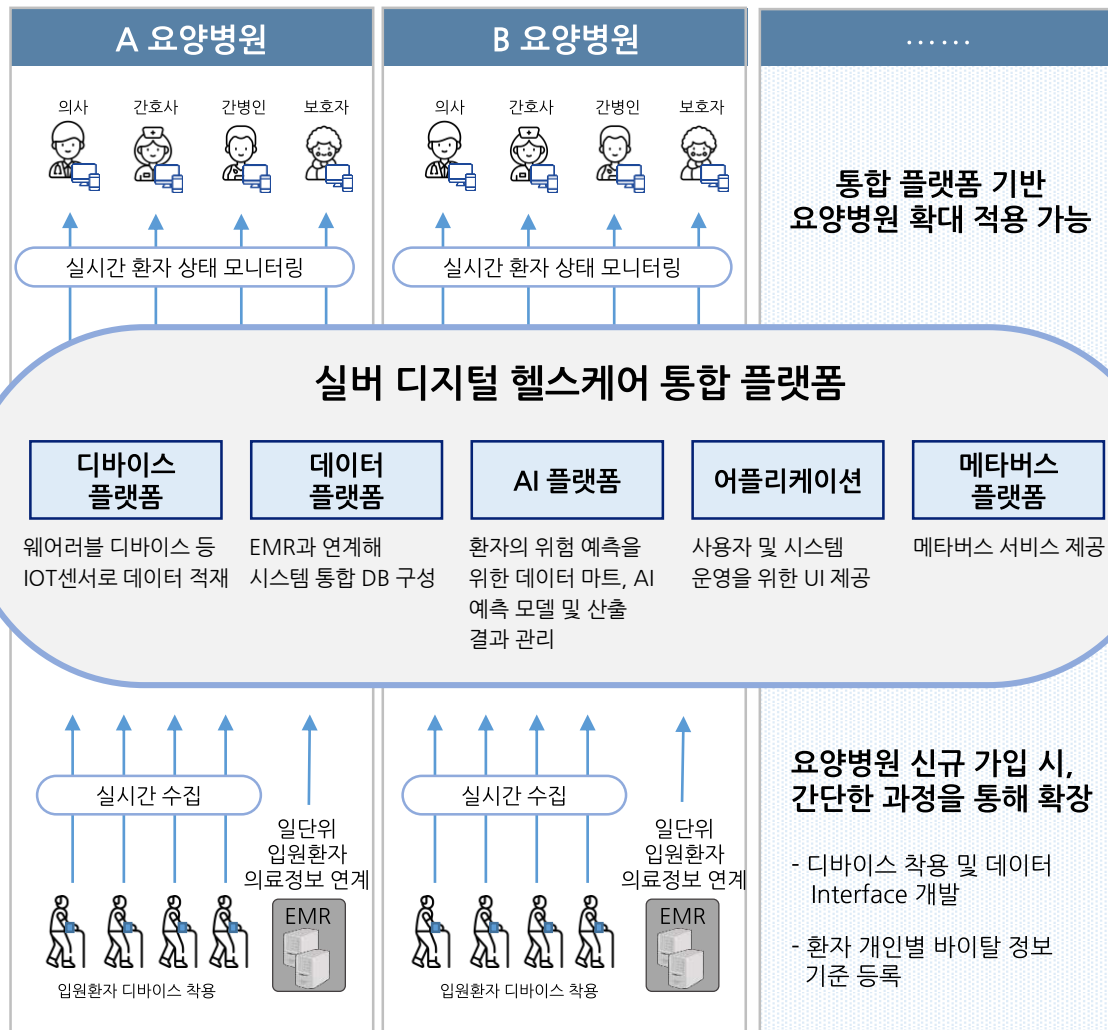 A 요양병원
B 요양병원
......
의사
간호사
간병인
보호자
의사
간호사
간병인
보호자
통합 플랫폼 기반
요양병원 확대 적용 가능
실시간 환자 상태 모니터링
실시간 환자 상태 모니터링
실버 디지털 헬스케어 통합 플랫폼
디바이스
플랫폼
데이터
플랫폼
AI 플랫폼
어플리케이션
메타버스
플랫폼
웨어러블 디바이스 등
IOT센서로 데이터 적재
EMR과 연계해
시스템 통합 DB 구성
환자의 위험 예측을
위한 데이터 마트, AI
예측 모델 및 산출
결과 관리
사용자 및 시스템
운영을 위한 UI 제공
메타버스 서비스 제공
실시간 수집
일단위
입원환자
의료정보 연계
EMR
입원환자 디바이스 착용
실시간 수집
일단위
입원환자
의료정보 연계
EMR
입원환자 디바이스 착용
요양병원 신규 가입 시,
간단한 과정을 통해 확장
- 디바이스 착용 및 데이터
Interface 개발
- 환자 개인별 바이탈 정보
기준 등록